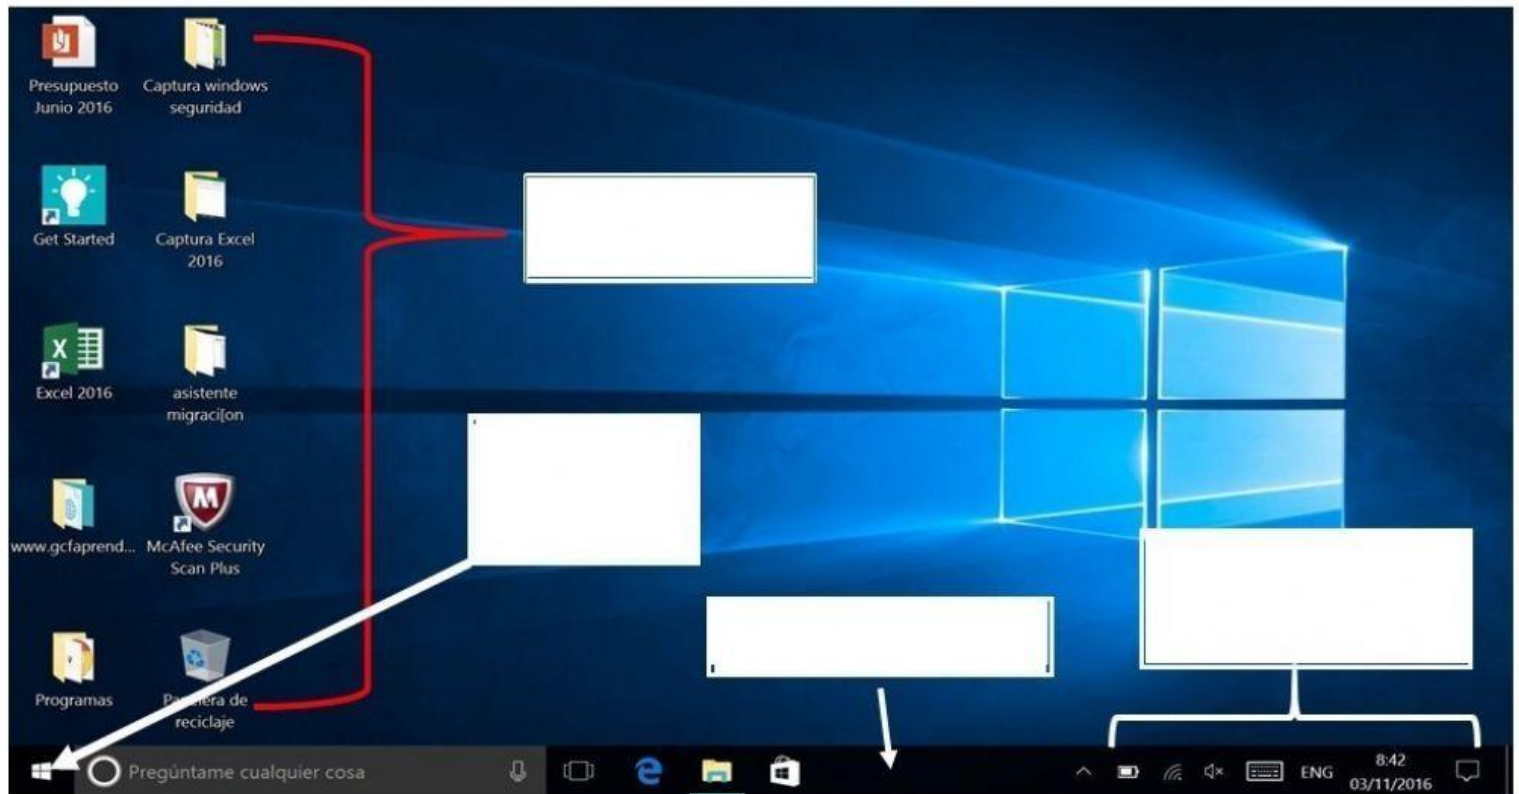 Presupuesto
Junio 2016
Captura windows
seguridad
Get Started
Captura Excel
2016
Excel 2016
asistente
migraci[on
www.gcfaprend...
McAfee Security
Scan Plus
Programas
reciclaje
Pregúntame cualquier cosa
ENG
8:42
03/11/2016